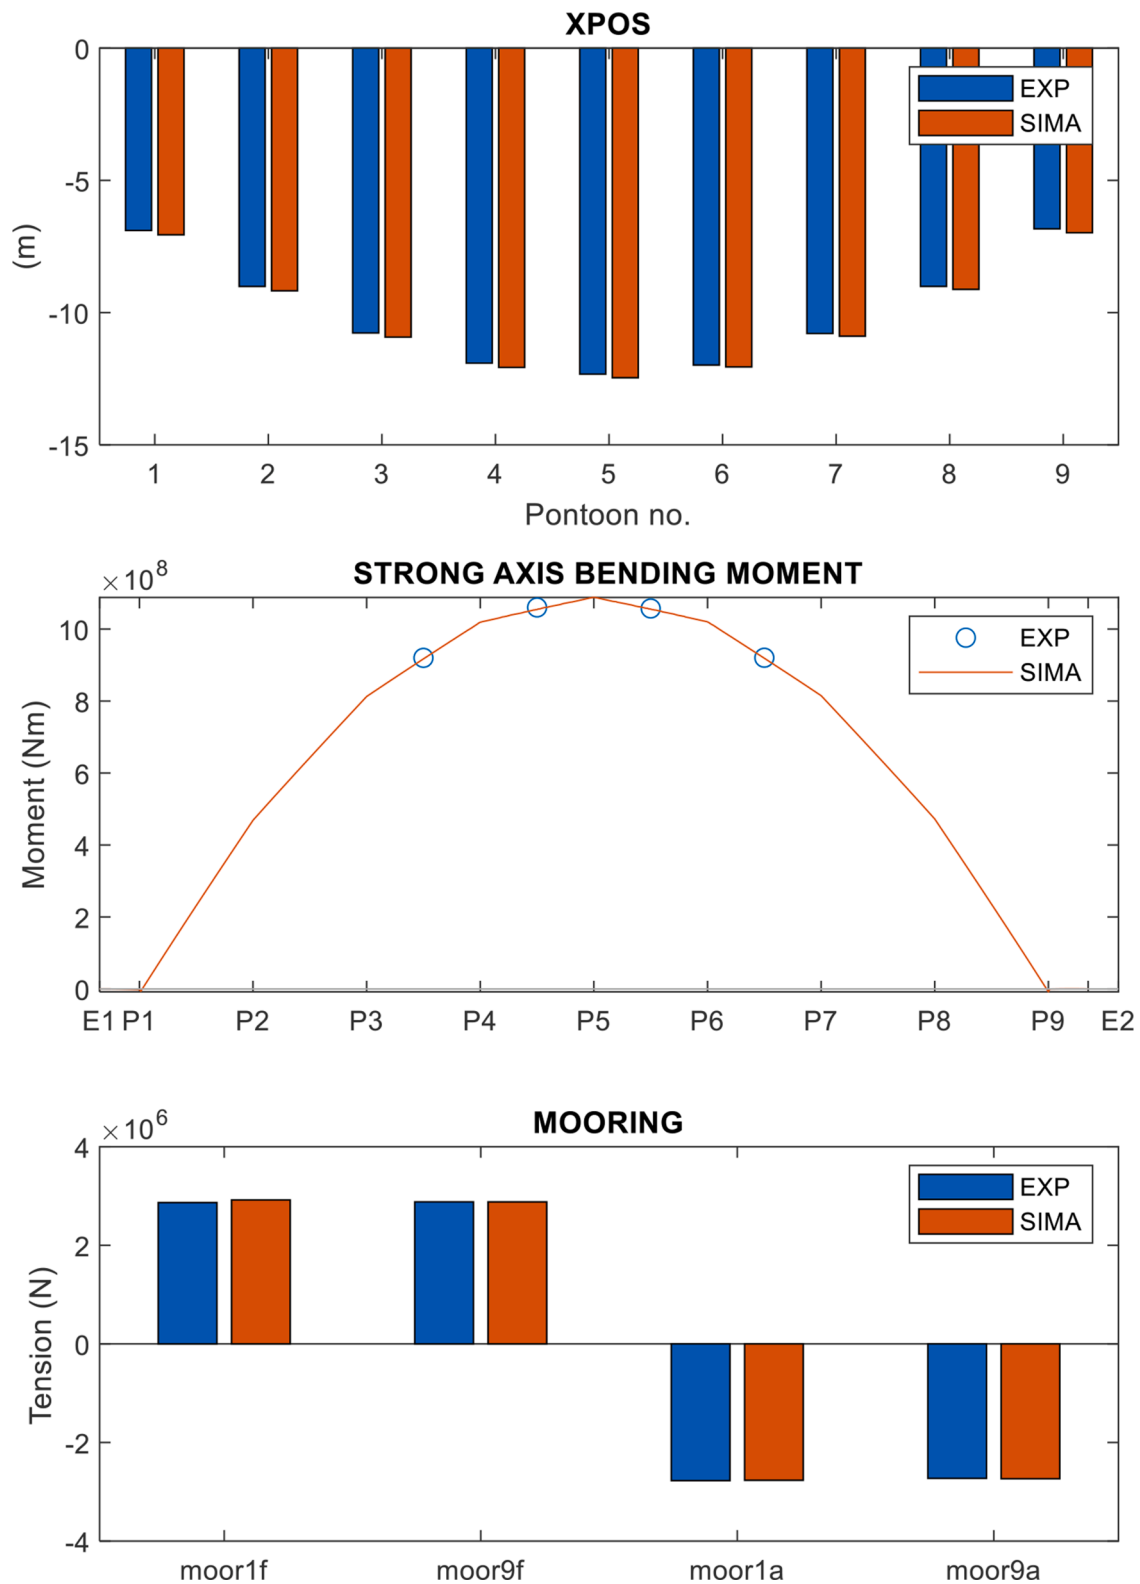 XPOS
0
-5
-10
-15
(m)
EXP
SIMA
1 2 3 4 5 6 7 8 9
Pontoon no.
×10^8
STRONG AXIS BENDING MOMENT
10
8
6
4
2
0
Moment (Nm)
EXP
SIMA
E1 P1 P2 P3 P4 P5 P6 P7 P8 P9 E2
×10^6
MOORING
4
2
0
-2
-4
Tension (N)
EXP
SIMA
moor1f moor9f moor1a moor9a